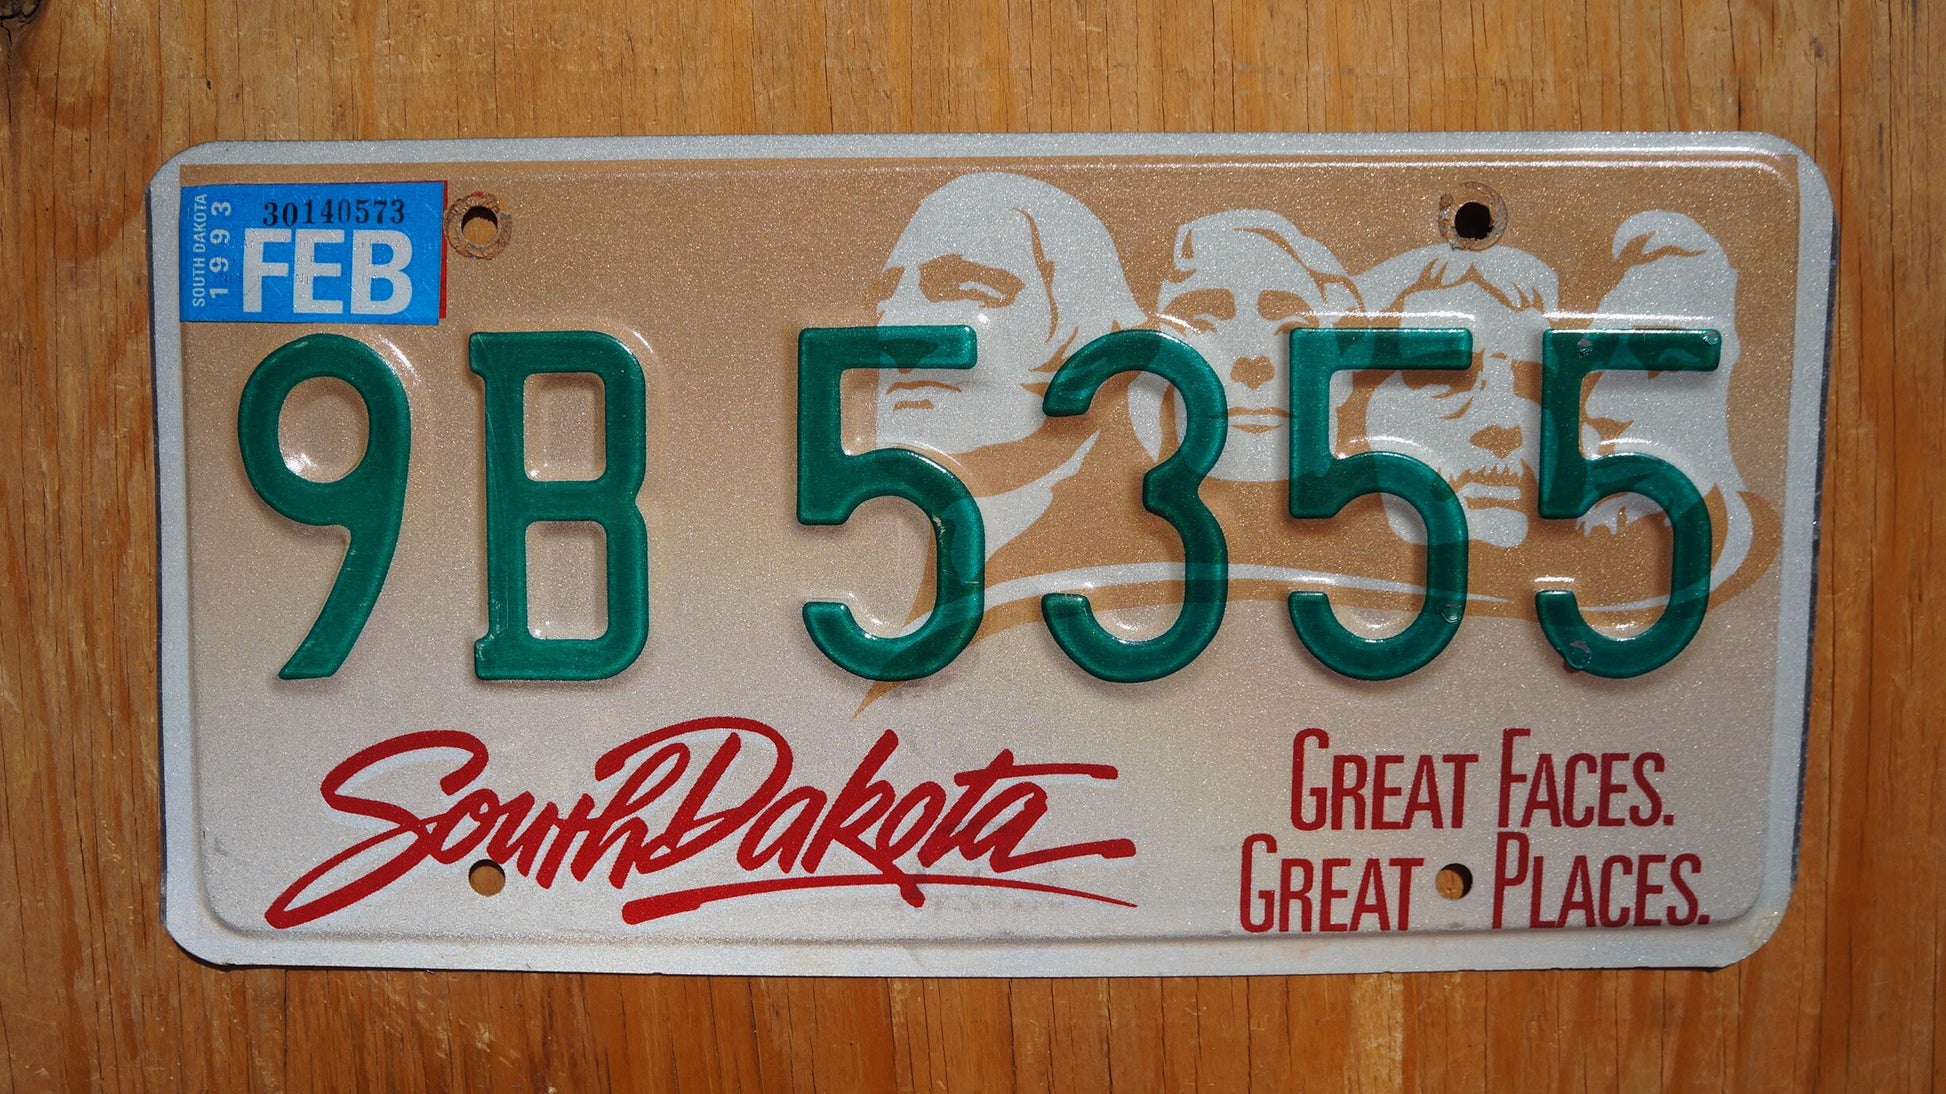 SOUTH DAKOTA
1993
30140573
FEB
9B 5355
South Dakota
GREAT FACES.
GREAT PLACES.